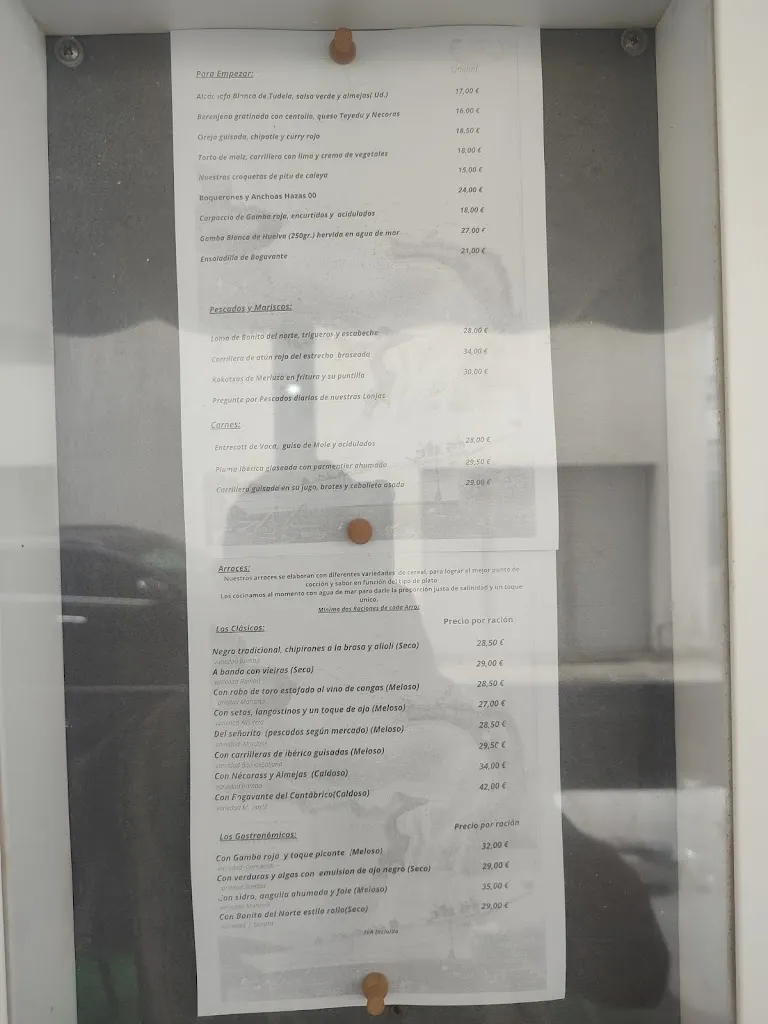 Para Empezar:
Blanca de Tudela, salsa verde y almejas( Ud.) 17,00 €
Berenjena gratinada con centollo, queso Teyedu y Necoras 16,00 €
Oreja guisada, chipotle y curry rojo 18,50 €
Torto de maíz, carrillera con lima y crema de vegetales 18,00 €
Nuestras croquetas de pitu de caleya 15,00 €
Boquerones y Anchoas Hazas 00 24,00 €
Carpaccio de Gamba roja, encurtidos y acidulados 18,00 €
Gamba Blanca de Huelva (250gr.) hervida en agua de mar 27,00 €
Ensaladilla de Bogavante 21,00 €
Pescados y Mariscos:
Lomo de Bonito del norte, trigueros y escabeche 28,00 €
Carrillera de atún rojo del estrecho braseada 34,00 €
Kokotxas de Merluza en fritura y su puntilla 30,00 €
Pregunte por Pescados diarios de nuestras Lonjas
Carnes:
Entrecott de Vaca, guiso de Mole y acidulados 28,00 €
Pluma Ibérica glaseada con parmentier ahumada 29,50 €
Carrillera guisada en su jugo, brotes y cebolleta asada 29,00 €
Arroces:
Nuestros arroces se elaboran con diferentes variedades de cereal, para lograr el mejor punto de
cocción y sabor en función del tipo de plato
Los cocinamos al momento con agua de mar para darle la proporción justa de salinidad y un toque
único.
Mínimo dos Raciones de cada Arroz
Los Clásicos: Precio por ración
Negro tradicional, chipirones a la brasa y alioli (Seco) 28,50 €
A banda con vieiras (Seco) 29,00 €
Con rabo de toro estofado al vino de cangas (Meloso) 28,50 €
Con setas, langostinos y un toque de ajo (Meloso) 27,00 €
Del señorito (pescados según mercado) (Meloso) 28,50 €
Con carrilleras de ibérico guisadas (Meloso) 29,50 €
Con Nécorass y Almejas (Caldoso) 34,00 €
Con Bogavante del Cantábrico(Caldoso) 42,00 €
Los Gastronómicos: Precio por ración
Con Gamba roja y toque picante (Meloso) 32,00 €
Con verduras y algas con emulsion de ajo negro (Seco) 29,00 €
Con sidra, anguila ahumada y foie (Meloso) 35,00 €
Con Bonito del Norte estilo rollo(Seco) 29,00 €
IVA Incluido